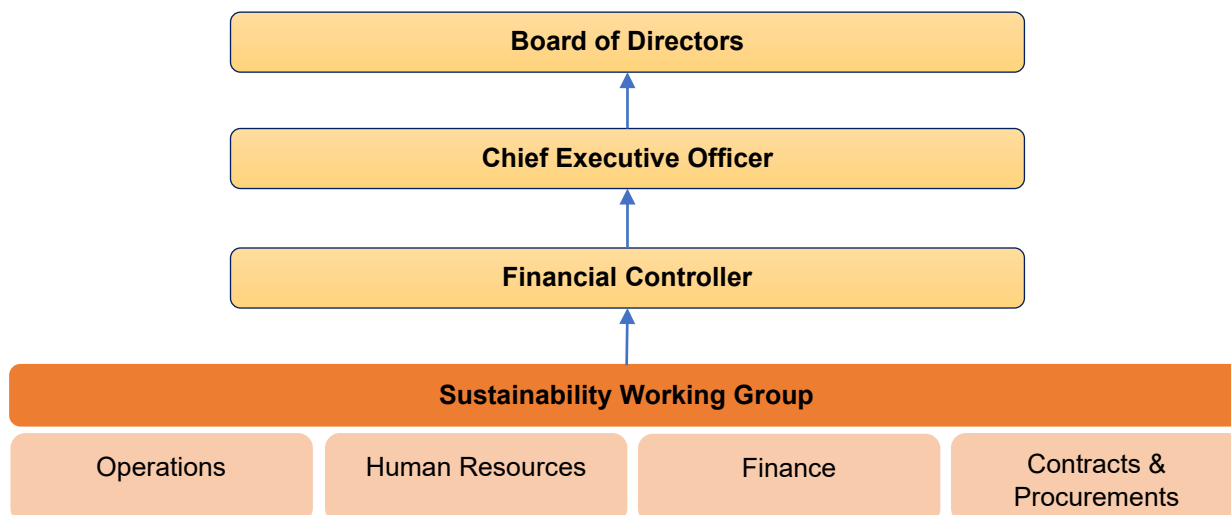 Board of Directors
Chief Executive Officer
Financial Controller
Sustainability Working Group
Operations
Human Resources
Finance
Contracts &
Procurements